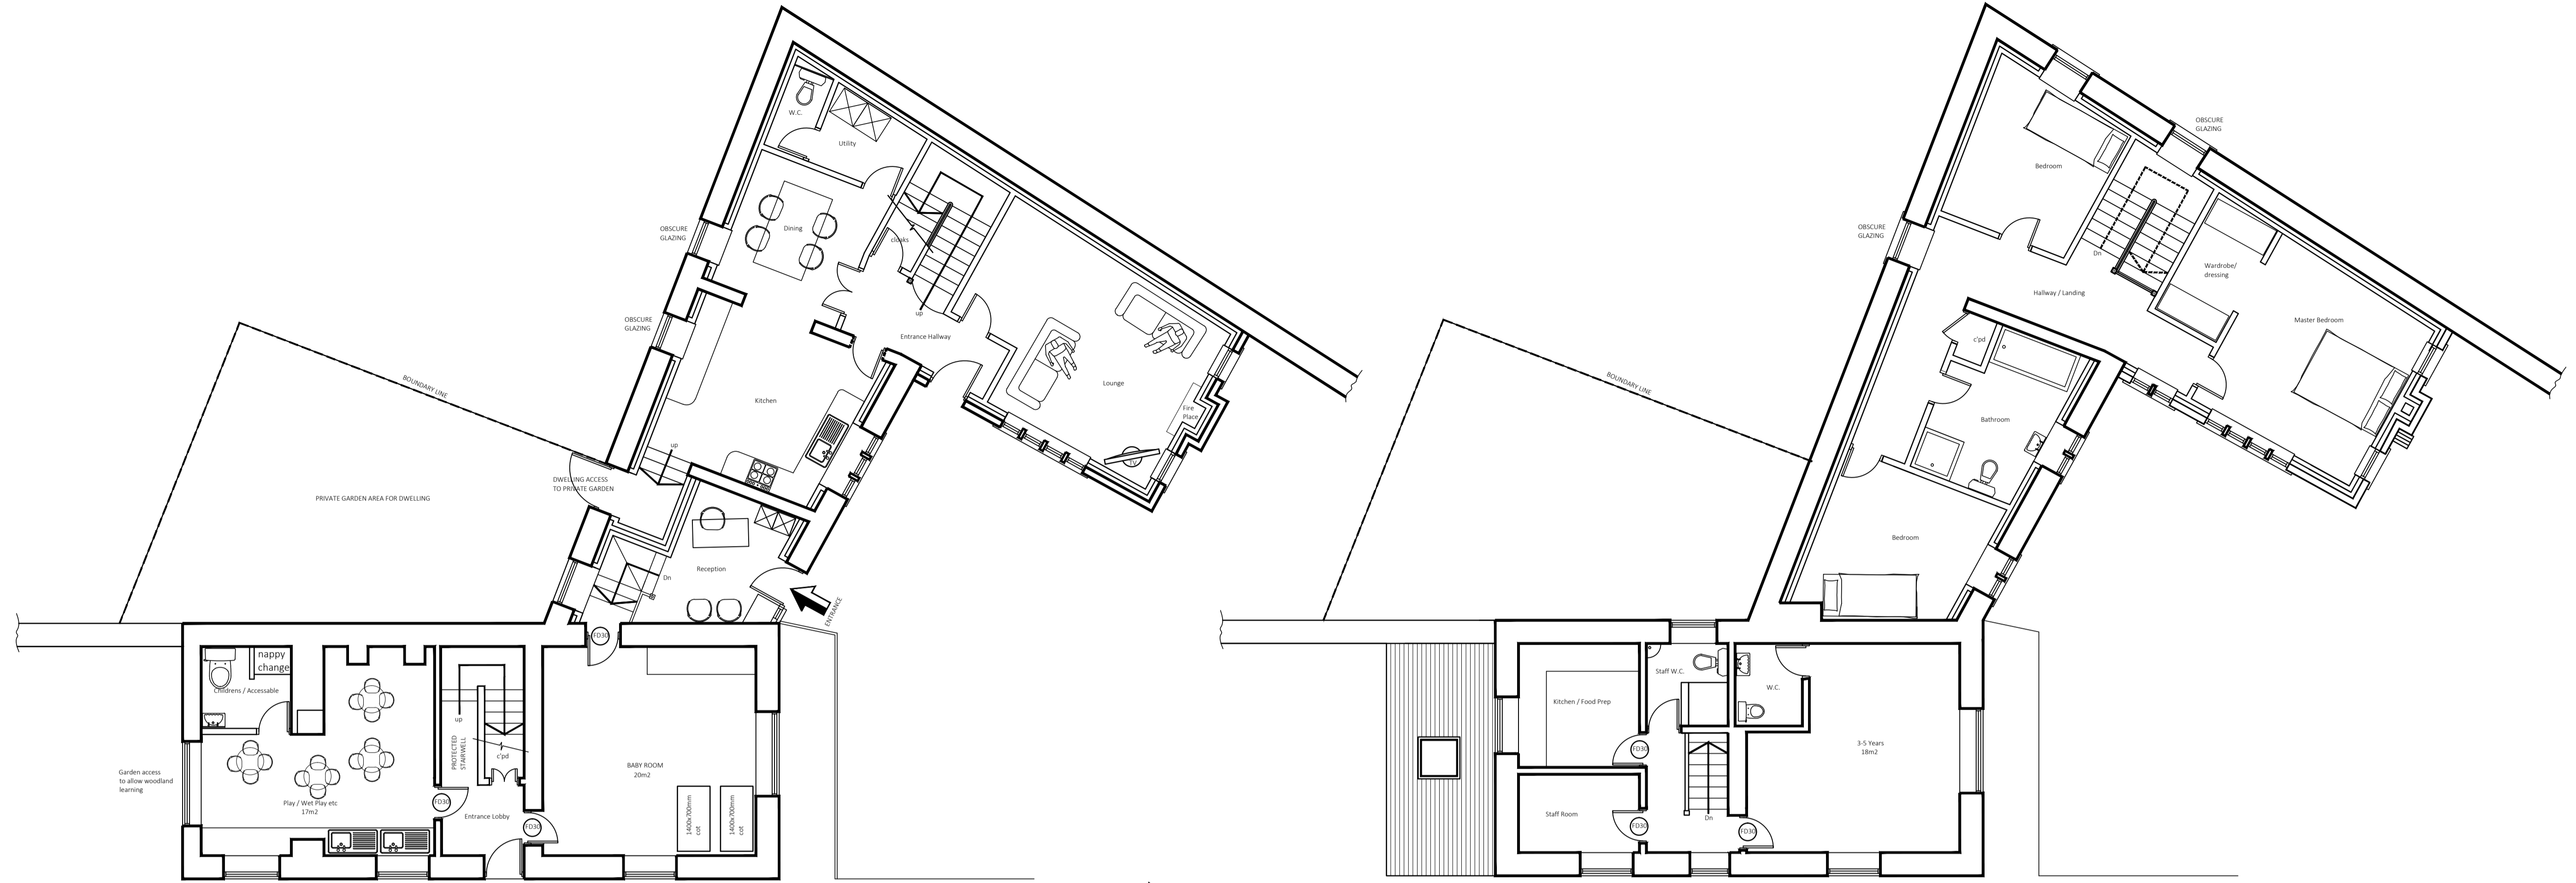 W.C.
Utility
OBSCURE
GLAZING
Dining
cloaks
up
OBSCURE
GLAZING
Entrance Hallway
Lounge
Fire
Place
TV
Kitchen
up
BOUNDARY LINE
DWELLING ACCESS
TO PRIVATE GARDEN
PRIVATE GARDEN AREA FOR DWELLING
Reception
Dn
ENTRANCE
FD30
nappy
change
Childrens / Accessable
up
PROTECTED
STAIRWELL
c'pd
BABY ROOM
20m2
Garden access
to allow woodland
learning
Play / Wet Play etc
17m2
FD30
Entrance Lobby
FD30
1400x700mm
cot
1400x700mm
cot
OBSCURE
GLAZING
Bedroom
OBSCURE
GLAZING
Dn
Wardrobe/
dressing
Hallway / Landing
Master Bedroom
c'pd
BOUNDARY LINE
Bathroom
Bedroom
Staff W.C.
W.C.
Kitchen / Food Prep
3-5 Years
18m2
FD30
Staff Room
FD30
Dn
FD30